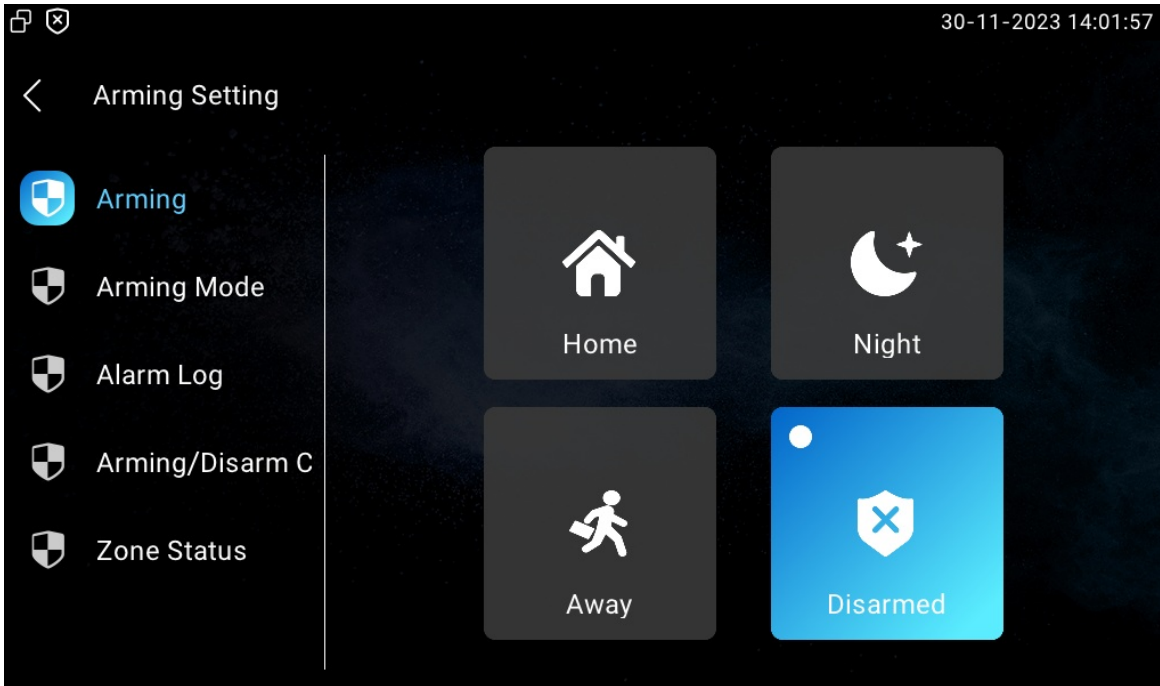 30-11-2023 14:01:57
Arming Setting
Arming
Arming Mode
Alarm Log
Arming/Disarm C
Zone Status
Home
Night
Away
Disarmed